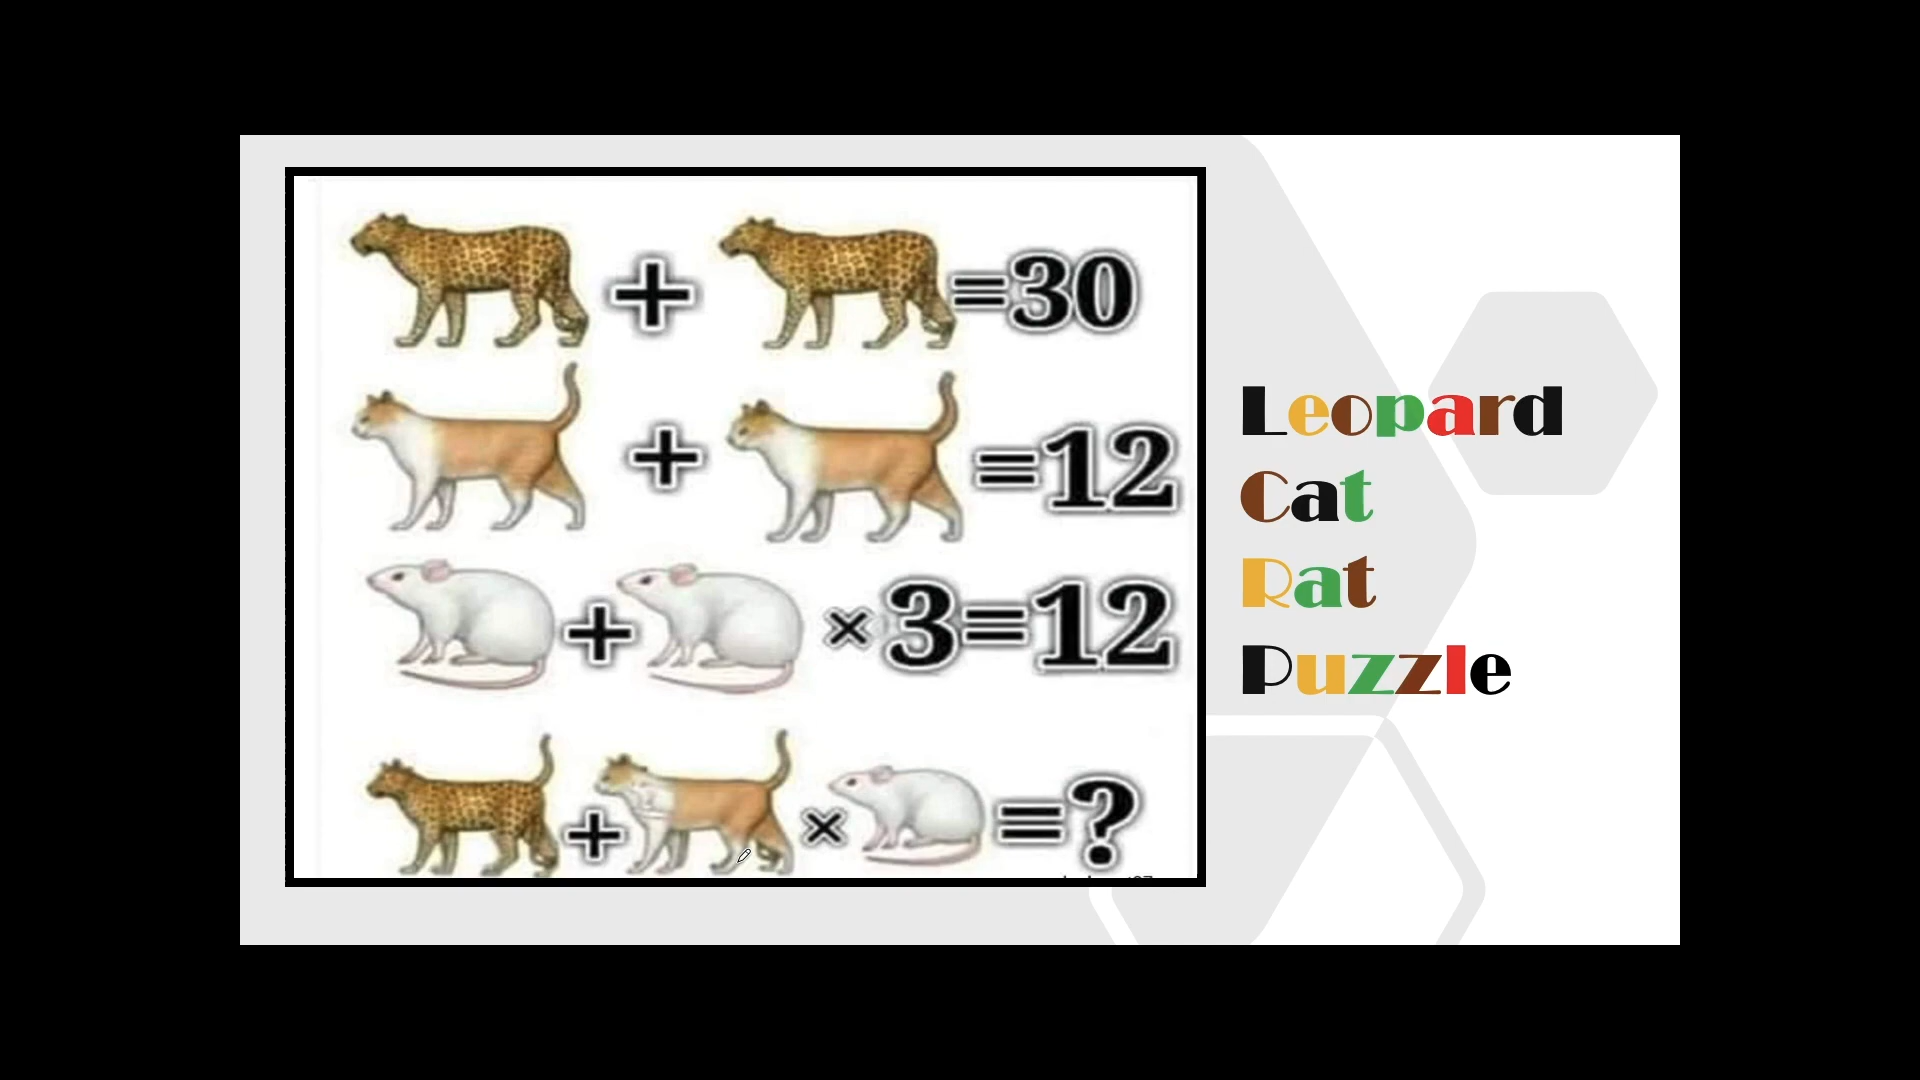 + =30
+ =12
+ ×3=12
+ × =?
Leopard
Cat
Rat
Puzzle